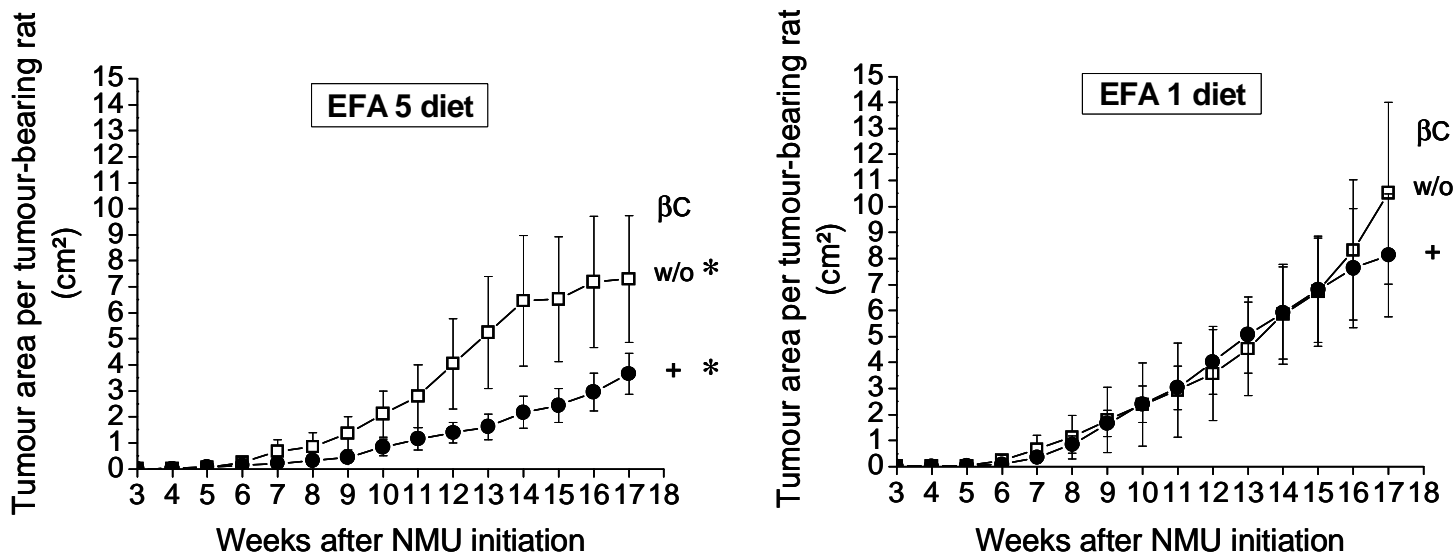 Tumour area per tumour-bearing rat
(cm²)
15
14
13
12
11
10
9
8
7
6
5
4
3
2
1
0
EFA 5 diet
βC
w/o *
+ *
3 4 5 6 7 8 9 10 11 12 13 14 15 16 17 18
Weeks after NMU initiation
Tumour area per tumour-bearing rat
(cm²)
15
14
13
12
11
10
9
8
7
6
5
4
3
2
1
0
EFA 1 diet
βC
w/o
+
3 4 5 6 7 8 9 10 11 12 13 14 15 16 17 18
Weeks after NMU initiation